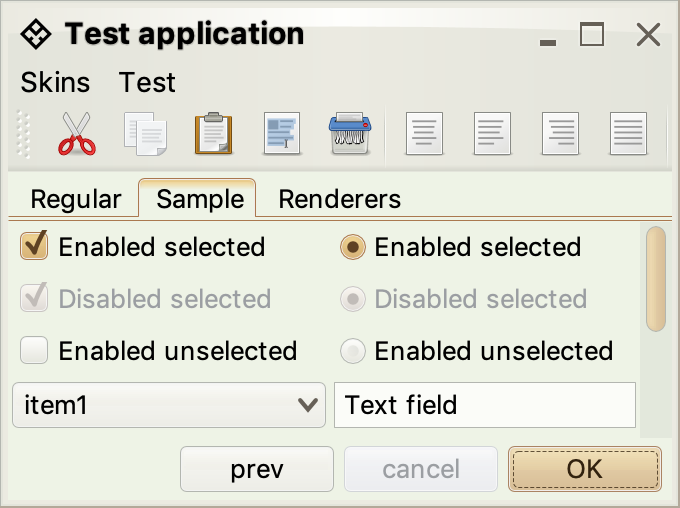 Test application
Skins Test
Regular Sample Renderers
Enabled selected Enabled selected
Disabled selected Disabled selected
Enabled unselected Enabled unselected
item1 Text field
prev cancel OK